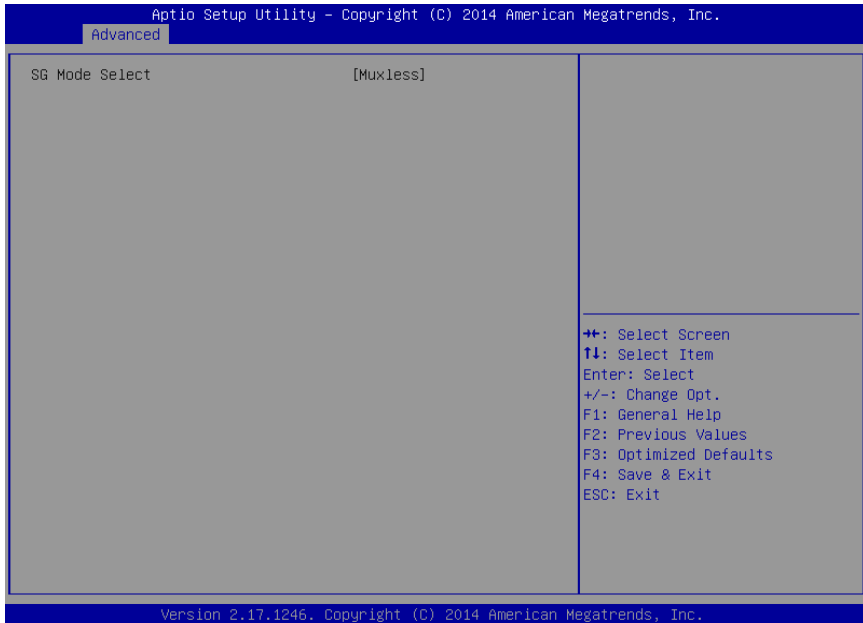 Aptio Setup Utility – Copyright (C) 2014 American Megatrends, Inc.
Advanced
SG Mode Select [Muxless]
→←: Select Screen
↑↓: Select Item
Enter: Select
+/-: Change Opt.
F1: General Help
F2: Previous Values
F3: Optimized Defaults
F4: Save & Exit
ESC: Exit
Version 2.17.1246. Copyright (C) 2014 American Megatrends, Inc.